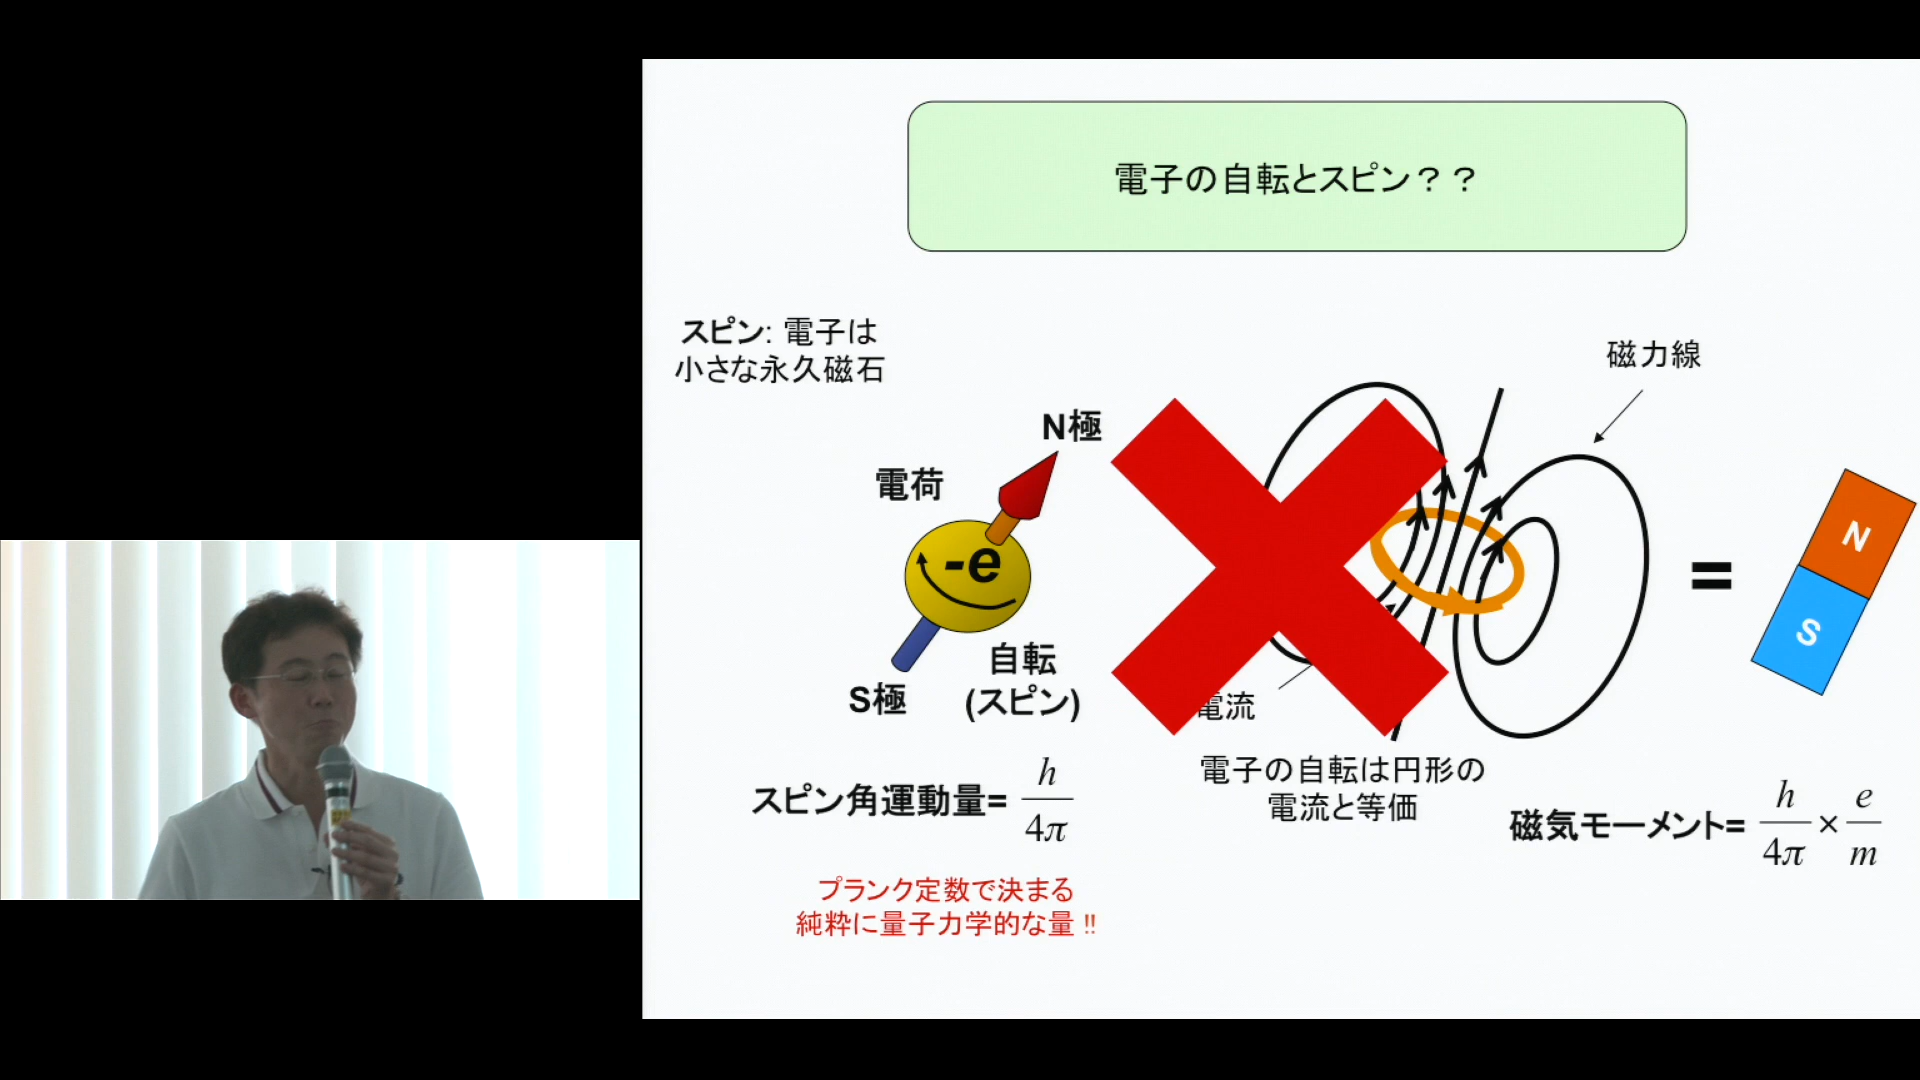 電子の自転とスピン？？
スピン: 電子は
小さな永久磁石
磁力線
N極
電荷
-e
自転
(スピン)
S極
電流
N
S
=
電子の自転は円形の
電流と等価
スピン角運動量= h/4π
磁気モーメント= h/4π × e/m
プランク定数で決まる
純粋に量子力学的な量 !!